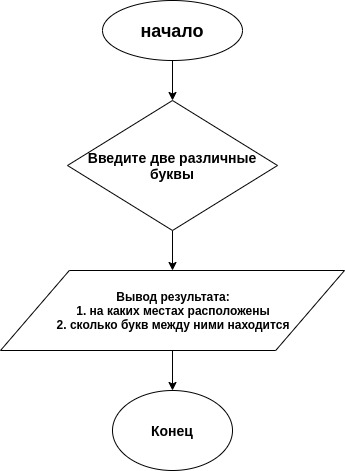 начало
Введите две различные
буквы
Вывод результата:
1. на каких местах расположены
2. сколько букв между ними находится
Конец